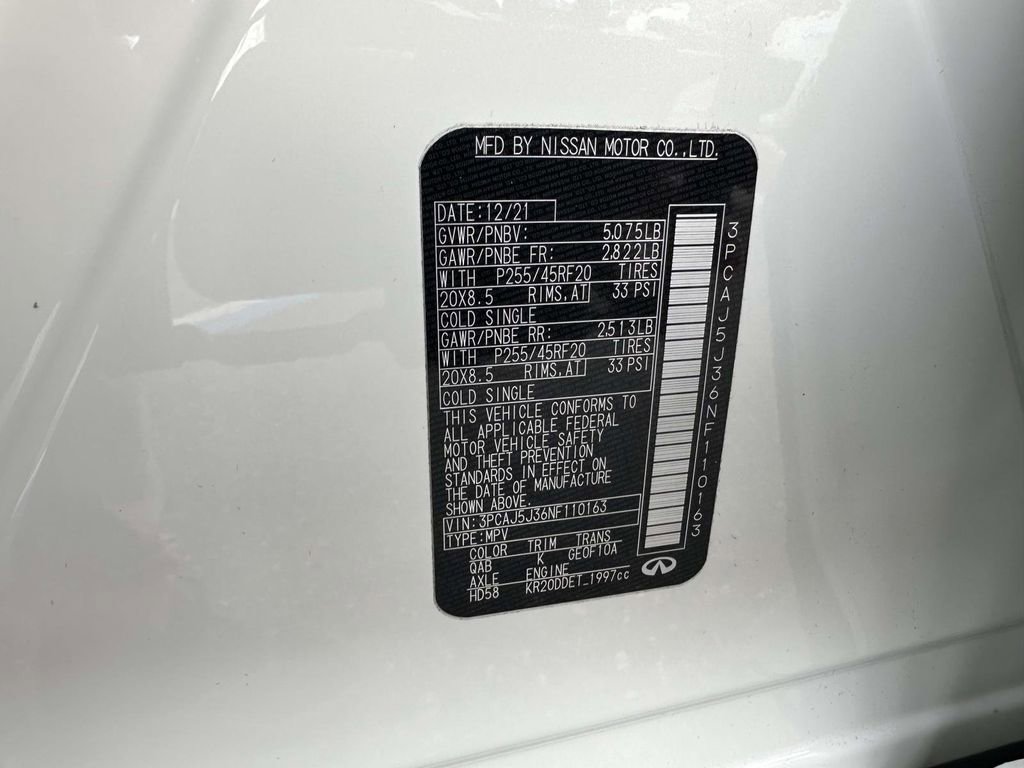 MFD BY NISSAN MOTOR CO.,LTD.
DATE:12/21
GVWR/PNBV: 5,075LB
GAWR/PNBE FR: 2,822LB
WITH P255/45RF20 TIRES
20X8.5 RIMS,AT 33 PSI
COLD SINGLE
GAWR/PNBE RR: 2,513LB
WITH P255/45RF20 TIRES
20X8.5 RIMS,AT 33 PSI
COLD SINGLE
THIS VEHICLE CONFORMS TO
ALL APPLICABLE FEDERAL
MOTOR VEHICLE SAFETY
AND THEFT PREVENTION
STANDARDS IN EFFECT ON
THE DATE OF MANUFACTURE
SHOWN ABOVE.
VIN:3PCAJ5J36NF110163
TYPE:MPV
COLOR TRIM TRANS
QAB K GE0F10A
AXLE ENGINE
HD58 KR20DDET_1997cc
3PCAJ5J36NF110163